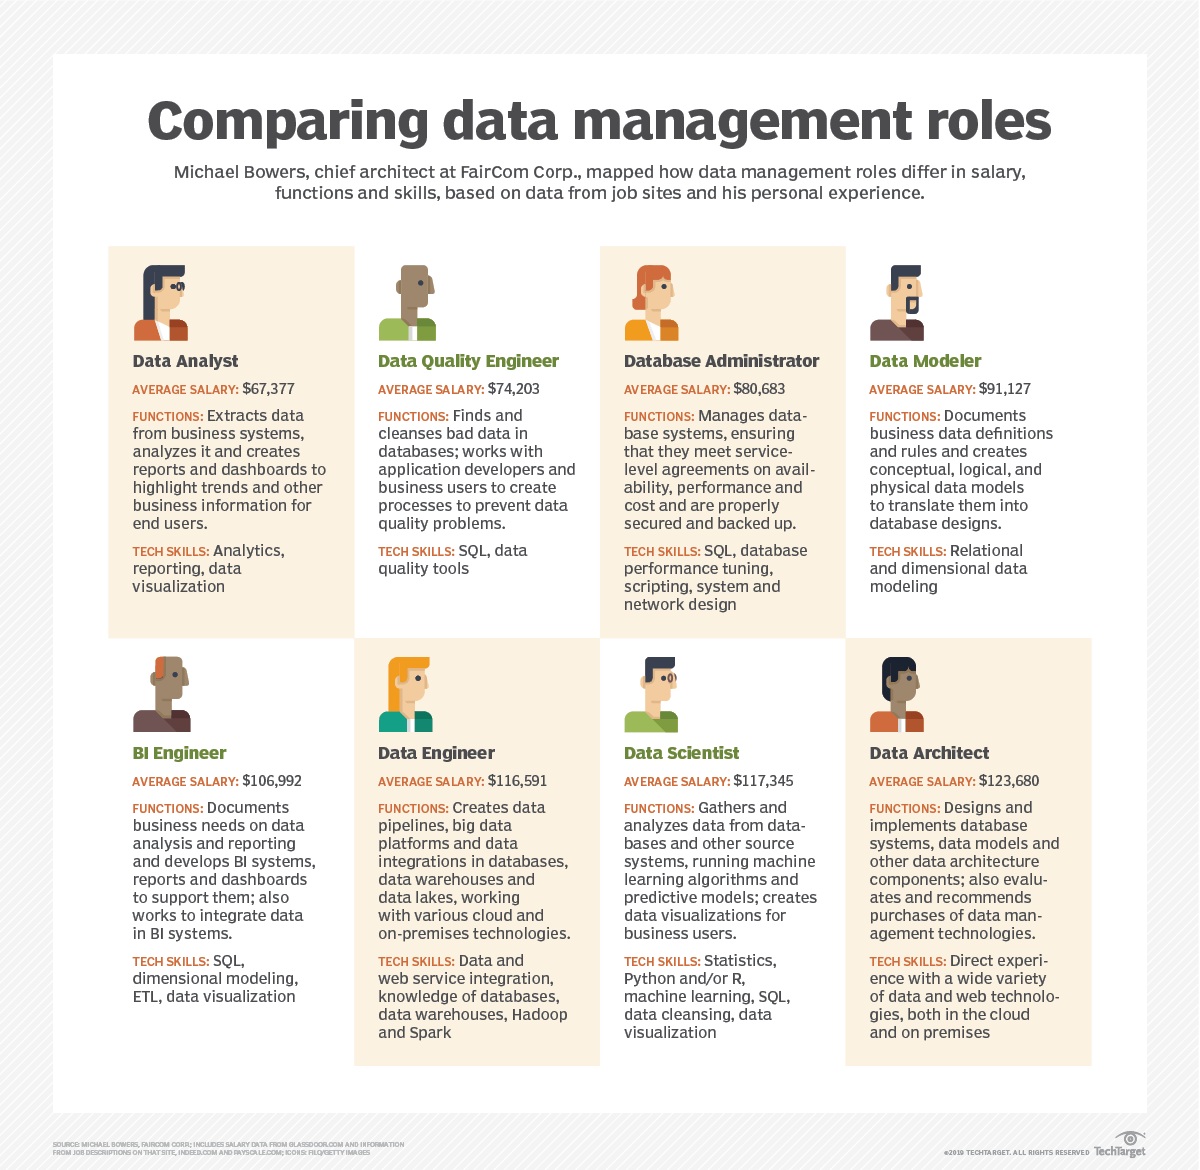 Comparing data management roles
Michael Bowers, chief architect at FairCom Corp., mapped how data management roles differ in salary,
functions and skills, based on data from job sites and his personal experience.
Data Analyst
AVERAGE SALARY: $67,377
FUNCTIONS: Extracts data
from business systems,
analyzes it and creates
reports and dashboards to
highlight trends and other
business information for
end users.
TECH SKILLS: Analytics,
reporting, data
visualization
Data Quality Engineer
AVERAGE SALARY: $74,203
FUNCTIONS: Finds and
cleanses bad data in
databases; works with
application developers and
business users to create
processes to prevent data
quality problems.
TECH SKILLS: SQL, data
quality tools
Database Administrator
AVERAGE SALARY: $80,683
FUNCTIONS: Manages data-
base systems, ensuring
that they meet service-
level agreements on avail-
ability, performance and
cost and are properly
secured and backed up.
TECH SKILLS: SQL, database
performance tuning,
scripting, system and
network design
Data Modeler
AVERAGE SALARY: $91,127
FUNCTIONS: Documents
business data definitions
and rules and creates
conceptual, logical, and
physical data models
to translate them into
database designs.
TECH SKILLS: Relational
and dimensional data
modeling
BI Engineer
AVERAGE SALARY: $106,992
FUNCTIONS: Documents
business needs on data
analysis and reporting
and develops BI systems,
reports and dashboards
to support them; also
works to integrate data
in BI systems.
TECH SKILLS: SQL,
dimensional modeling,
ETL, data visualization
Data Engineer
AVERAGE SALARY: $116,591
FUNCTIONS: Creates data
pipelines, big data
platforms and data
integrations in databases,
data warehouses and
data lakes, working
with various cloud and
on-premises technologies.
TECH SKILLS: Data and
web service integration,
knowledge of databases,
data warehouses, Hadoop
and Spark
Data Scientist
AVERAGE SALARY: $117,345
FUNCTIONS: Gathers and
analyzes data from data-
bases and other source
systems, running machine
learning algorithms and
predictive models; creates
data visualizations for
business users.
TECH SKILLS: Statistics,
Python and/or R,
machine learning, SQL,
data cleansing, data
visualization
Data Architect
AVERAGE SALARY: $123,680
FUNCTIONS: Designs and
implements database
systems, data models and
other data architecture
components; also evalu-
ates and recommends
purchases of data man-
agement technologies.
TECH SKILLS: Direct experi-
ence with a wide variety
of data and web technolo-
gies, both in the cloud
and on premises
SOURCE: MICHAEL BOWERS, FAIRCOM CORP.; INCLUDES SALARY DATA FROM GLASSDOOR.COM AND INFORMATION
FROM JOB DESCRIPTIONS ON THAT SITE, INDEED.COM AND PAYSCALE.COM; ICONS: FILO/GETTY IMAGES
©2019 TECHTARGET. ALL RIGHTS RESERVED TechTarget